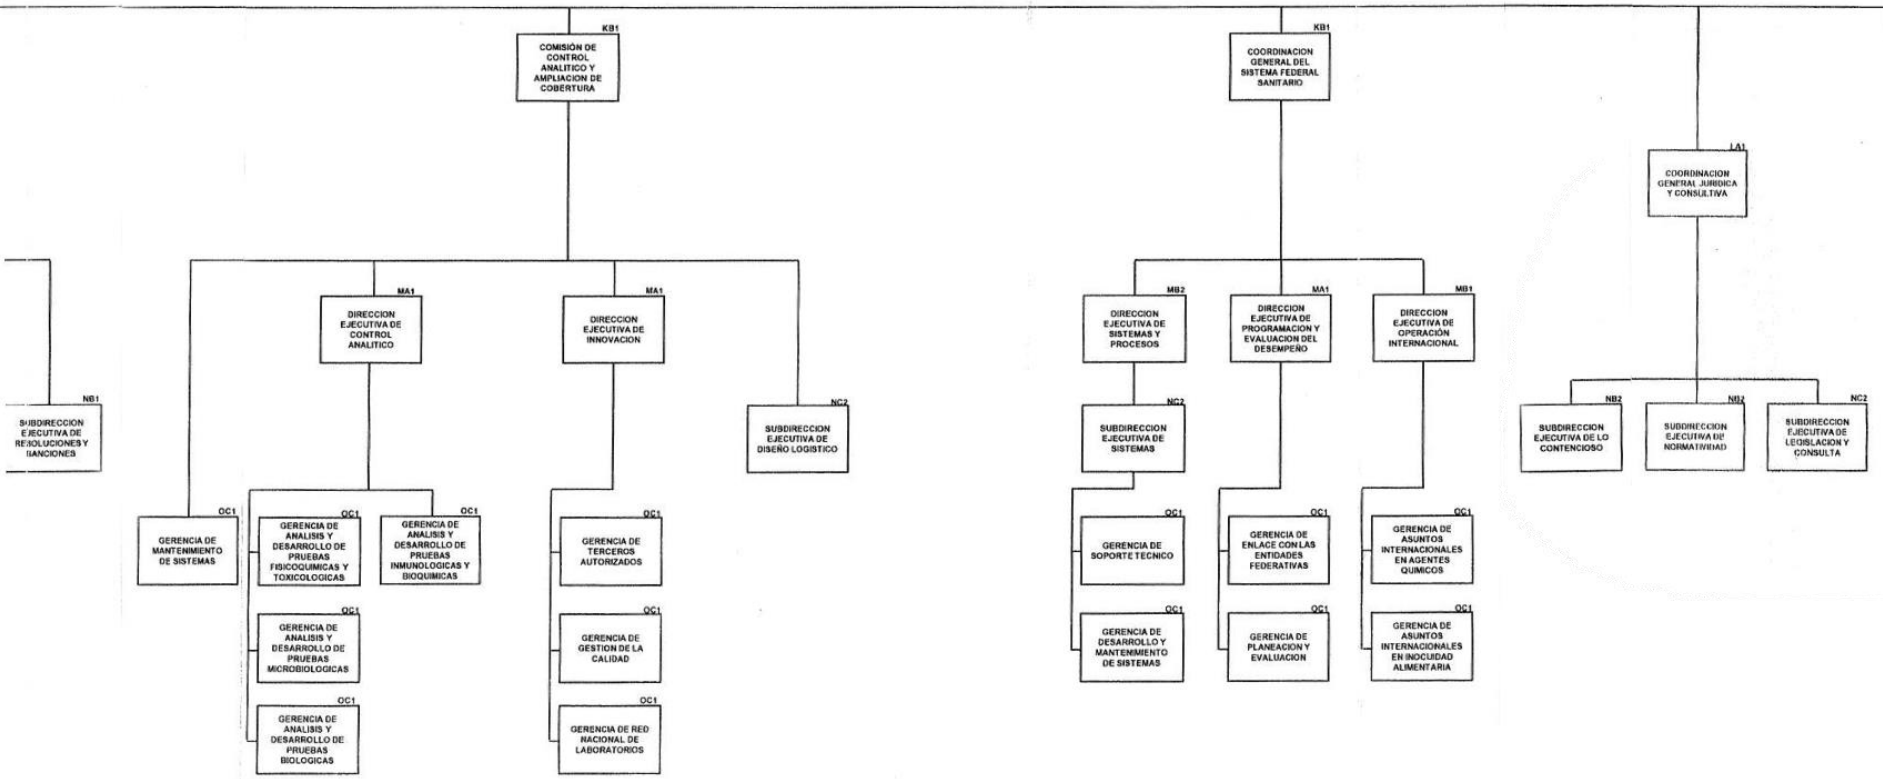 KB1
COMISIÓN DE
CONTROL
ANALITICO Y
AMPLIACION DE
COBERTURA
KB1
COORDINACION
GENERAL DEL
SISTEMA FEDERAL
SANITARIO
LA1
COORDINACION
GENERAL JURIDICA
Y CONSULTIVA
MA1
DIRECCION
EJECUTIVA DE
CONTROL
ANALITICO
MA1
DIRECCION
EJECUTIVA DE
INNOVACION
MB2
DIRECCION
EJECUTIVA DE
SISTEMAS Y
PROCESOS
MA1
DIRECCION
EJECUTIVA DE
PROGRAMACION Y
EVALUACION DEL
DESEMPEÑO
MB1
DIRECCION
EJECUTIVA DE
OPERACIÓN
INTERNACIONAL
NB1
SUBDIRECCION
EJECUTIVA DE
RESOLUCIONES Y
SANCIONES
NC2
SUBDIRECCION
EJECUTIVA DE
DISEÑO LOGISTICO
NC2
SUBDIRECCION
EJECUTIVA DE
SISTEMAS
NB2
SUBDIRECCION
EJECUTIVA DE LO
CONTENCIOSO
NB2
SUBDIRECCION
EJECUTIVA DE
NORMATIVIDAD
NC2
SUBDIRECCION
EJECUTIVA DE
LEGISLACION Y
CONSULTA
OC1
GERENCIA DE
MANTENIMIENTO
DE SISTEMAS
OC1
GERENCIA DE
ANALISIS Y
DESARROLLO DE
PRUEBAS
FISICOQUIMICAS Y
TOXICOLOGICAS
OC1
GERENCIA DE
ANALISIS Y
DESARROLLO DE
PRUEBAS
INMUNOLOGICAS Y
BIOQUIMICAS
OC1
GERENCIA DE
TERCEROS
AUTORIZADOS
OC1
GERENCIA DE
SOPORTE TECNICO
OC1
GERENCIA DE
ENLACE CON LAS
ENTIDADES
FEDERATIVAS
OC1
GERENCIA DE
ASUNTOS
INTERNACIONALES
EN AGENTES
QUIMICOS
OC1
GERENCIA DE
ANALISIS Y
DESARROLLO DE
PRUEBAS
MICROBIOLOGICAS
OC1
GERENCIA DE
GESTION DE LA
CALIDAD
OC1
GERENCIA DE
DESARROLLO Y
MANTENIMIENTO
DE SISTEMAS
OC1
GERENCIA DE
PLANEACION Y
EVALUACION
OC1
GERENCIA DE
ASUNTOS
INTERNACIONALES
EN INOCUIDAD
ALIMENTARIA
OC1
GERENCIA DE
ANALISIS Y
DESARROLLO DE
PRUEBAS
BIOLOGICAS
OC1
GERENCIA DE RED
NACIONAL DE
LABORATORIOS